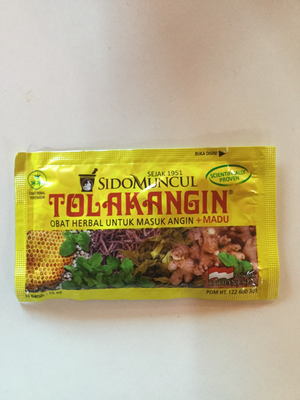 BUKA DISINI
SEJAK 1951
SIDOMUNCUL
SCIENTIFICALLY
PROVEN
TOLAKANGIN
OBAT HERBAL UNTUK MASUK ANGIN + MADU